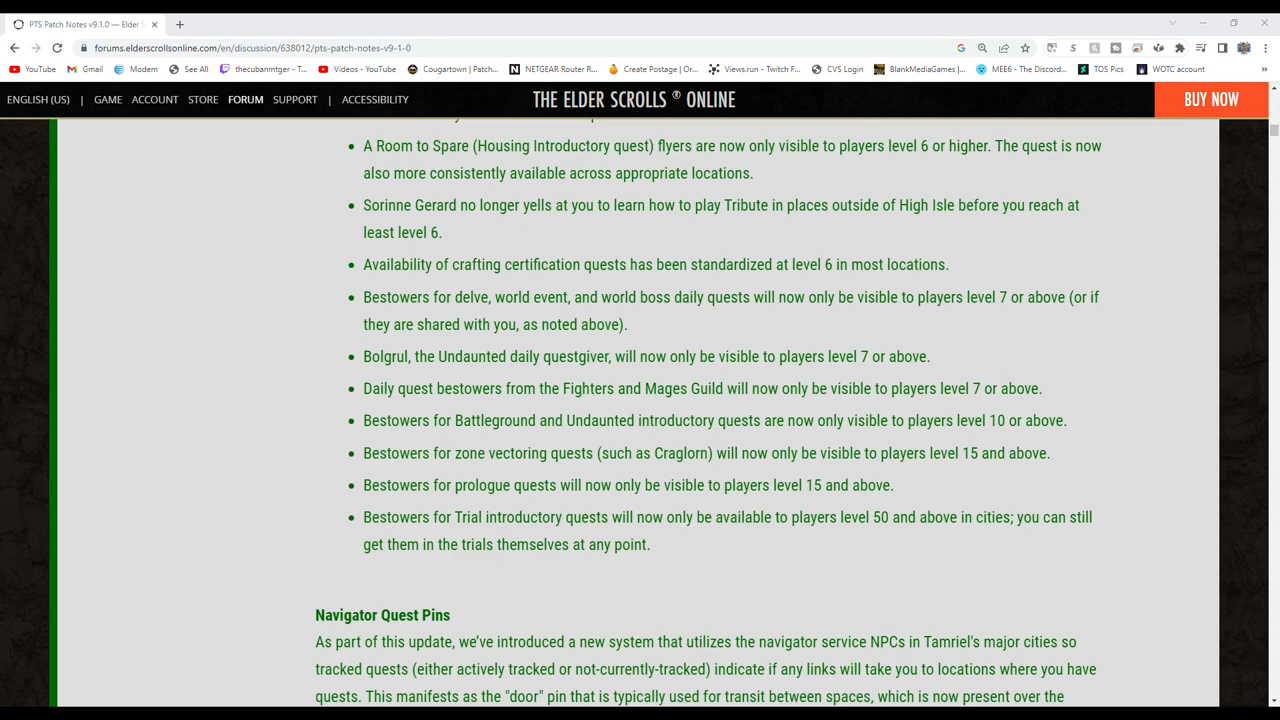 PTS Patch Notes v9.1.0 — Elder S
forums.elderscrollsonline.com/en/discussion/638012/pts-patch-notes-v9-1-0
YouTube Gmail Modem See All thecubanmtger - T... Videos - YouTube Cougartown | Patch... NETGEAR Router R... Create Postage | Or... Views.run - Twitch F... CVS Login BlankMediaGames |... MEE6 - The Discord... TOS Pics WOTC account »
ENGLISH (US) | GAME ACCOUNT STORE FORUM SUPPORT | ACCESSIBILITY THE ELDER SCROLLS ® ONLINE BUY NOW
• A Room to Spare (Housing Introductory quest) flyers are now only visible to players level 6 or higher. The quest is now
also more consistently available across appropriate locations.
• Sorinne Gerard no longer yells at you to learn how to play Tribute in places outside of High Isle before you reach at
least level 6.
• Availability of crafting certification quests has been standardized at level 6 in most locations.
• Bestowers for delve, world event, and world boss daily quests will now only be visible to players level 7 or above (or if
they are shared with you, as noted above).
• Bolgrul, the Undaunted daily questgiver, will now only be visible to players level 7 or above.
• Daily quest bestowers from the Fighters and Mages Guild will now only be visible to players level 7 or above.
• Bestowers for Battleground and Undaunted introductory quests are now only visible to players level 10 or above.
• Bestowers for zone vectoring quests (such as Craglorn) will now only be visible to players level 15 and above.
• Bestowers for prologue quests will now only be visible to players level 15 and above.
• Bestowers for Trial introductory quests will now only be available to players level 50 and above in cities; you can still
get them in the trials themselves at any point.
Navigator Quest Pins
As part of this update, we've introduced a new system that utilizes the navigator service NPCs in Tamriel's major cities so
tracked quests (either actively tracked or not-currently-tracked) indicate if any links will take you to locations where you have
quests. This manifests as the "door" pin that is typically used for transit between spaces, which is now present over the